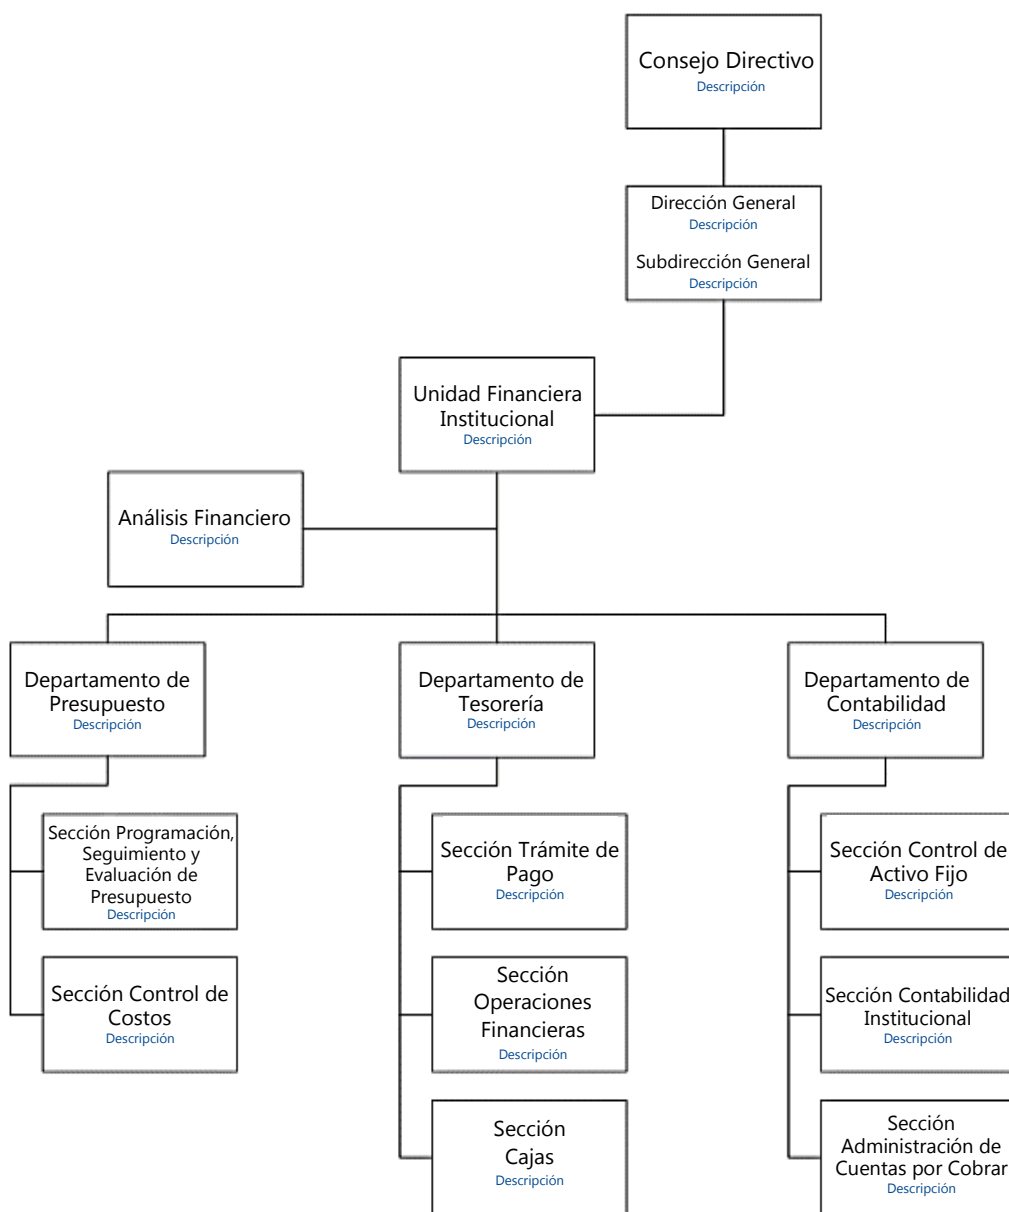 Consejo Directivo
Descripción
Dirección General
Descripción
Subdirección General
Descripción
Unidad Financiera
Institucional
Descripción
Análisis Financiero
Descripción
Departamento de
Presupuesto
Descripción
Departamento de
Tesorería
Descripción
Departamento de
Contabilidad
Descripción
Sección Programación,
Seguimiento y
Evaluación de
Presupuesto
Descripción
Sección Control de
Costos
Descripción
Sección Trámite de
Pago
Descripción
Sección
Operaciones
Financieras
Descripción
Sección
Cajas
Descripción
Sección Control de
Activo Fijo
Descripción
Sección Contabilidad
Institucional
Descripción
Sección
Administración de
Cuentas por Cobrar
Descripción